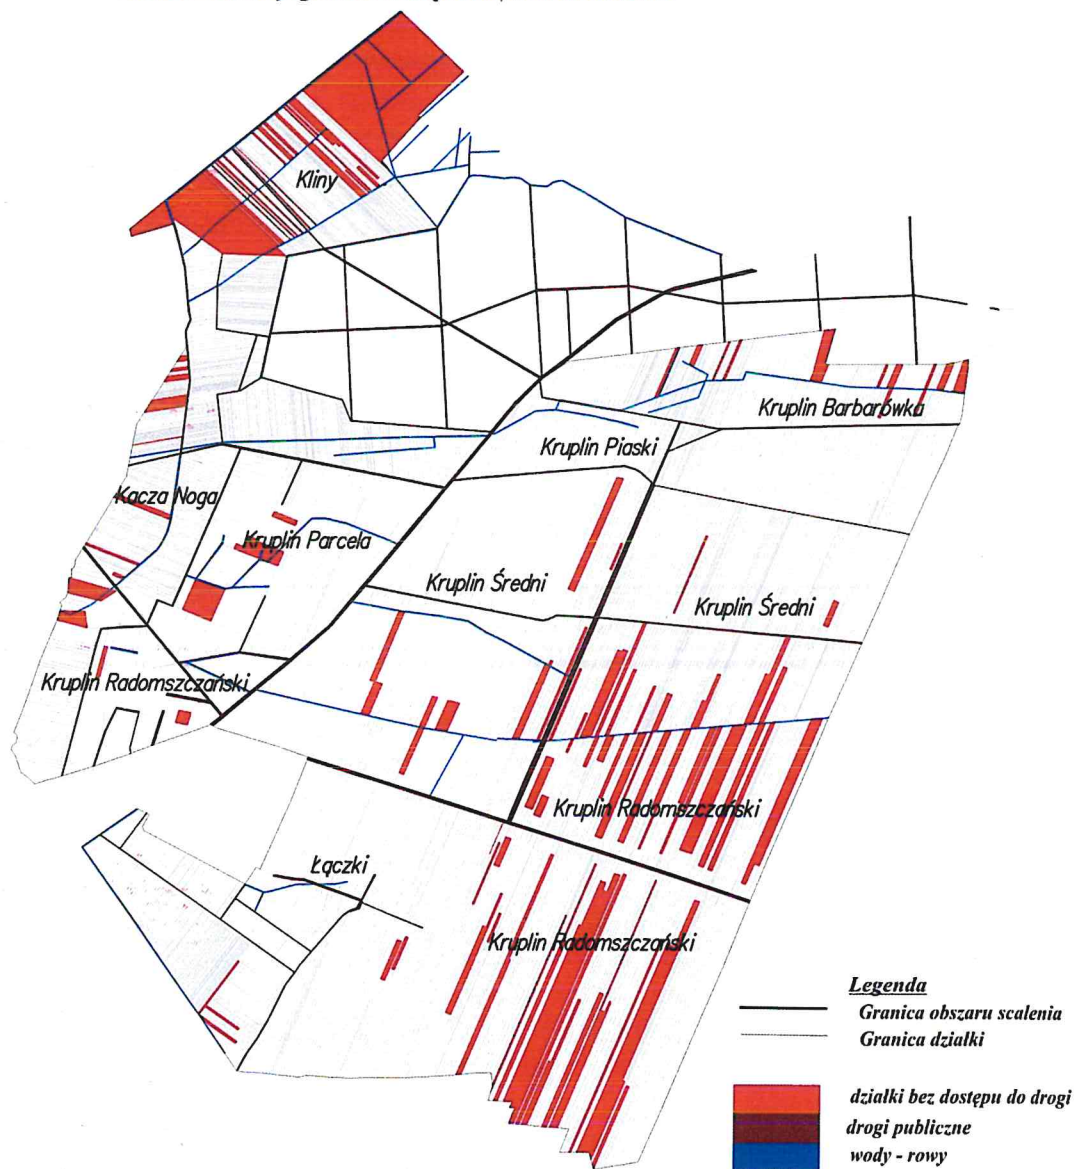 Kliny
Kruplin Barbarówka
Kruplin Piaski
Kącza Noga
Kruplin Parcela
Kruplin Średni
Kruplin Średni
Kruplin Radomszczański
Kruplin Radomszczański
Łączki
Kruplin Radomszczański
Legenda
Granica obszaru scalenia
Granica działki
działki bez dostępu do drogi
drogi publiczne
wody - rowy